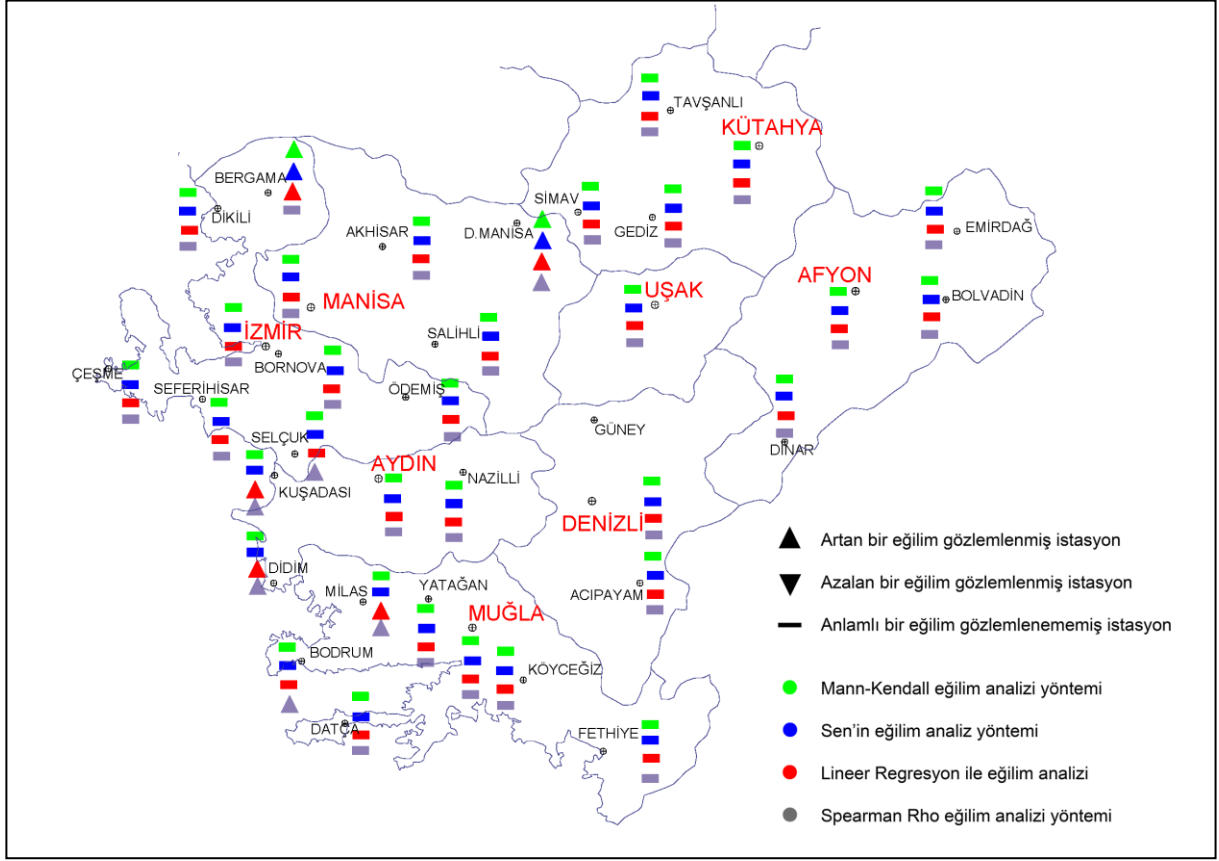 TAVŞANLI
KÜTAHYA
BERGAMA
DİKİLİ
SİMAV
GEDİZ
AKHİSAR
D.MANİSA
EMİRDAĞ
AFYON
BOLVADİN
MANİSA
UŞAK
İZMİR
BORNOVA
SALİHLİ
ÇEŞME
SEFERİHİSAR
ÖDEMİŞ
GÜNEY
DİNAR
SELÇUK
KUŞADASI
AYDIN
NAZİLLİ
DENİZLİ
DİDİM
MİLAS
YATAĞAN
ACIPAYAM
MUĞLA
BODRUM
KÖYCEĞİZ
DATÇA
FETHİYE
Artan bir eğilim gözlemlenmiş istasyon
Azalan bir eğilim gözlemlenmiş istasyon
Anlamlı bir eğilim gözlemlenememiş istasyon
Mann-Kendall eğilim analizi yöntemi
Sen'in eğilim analiz yöntemi
Lineer Regresyon ile eğilim analizi
Spearman Rho eğilim analizi yöntemi